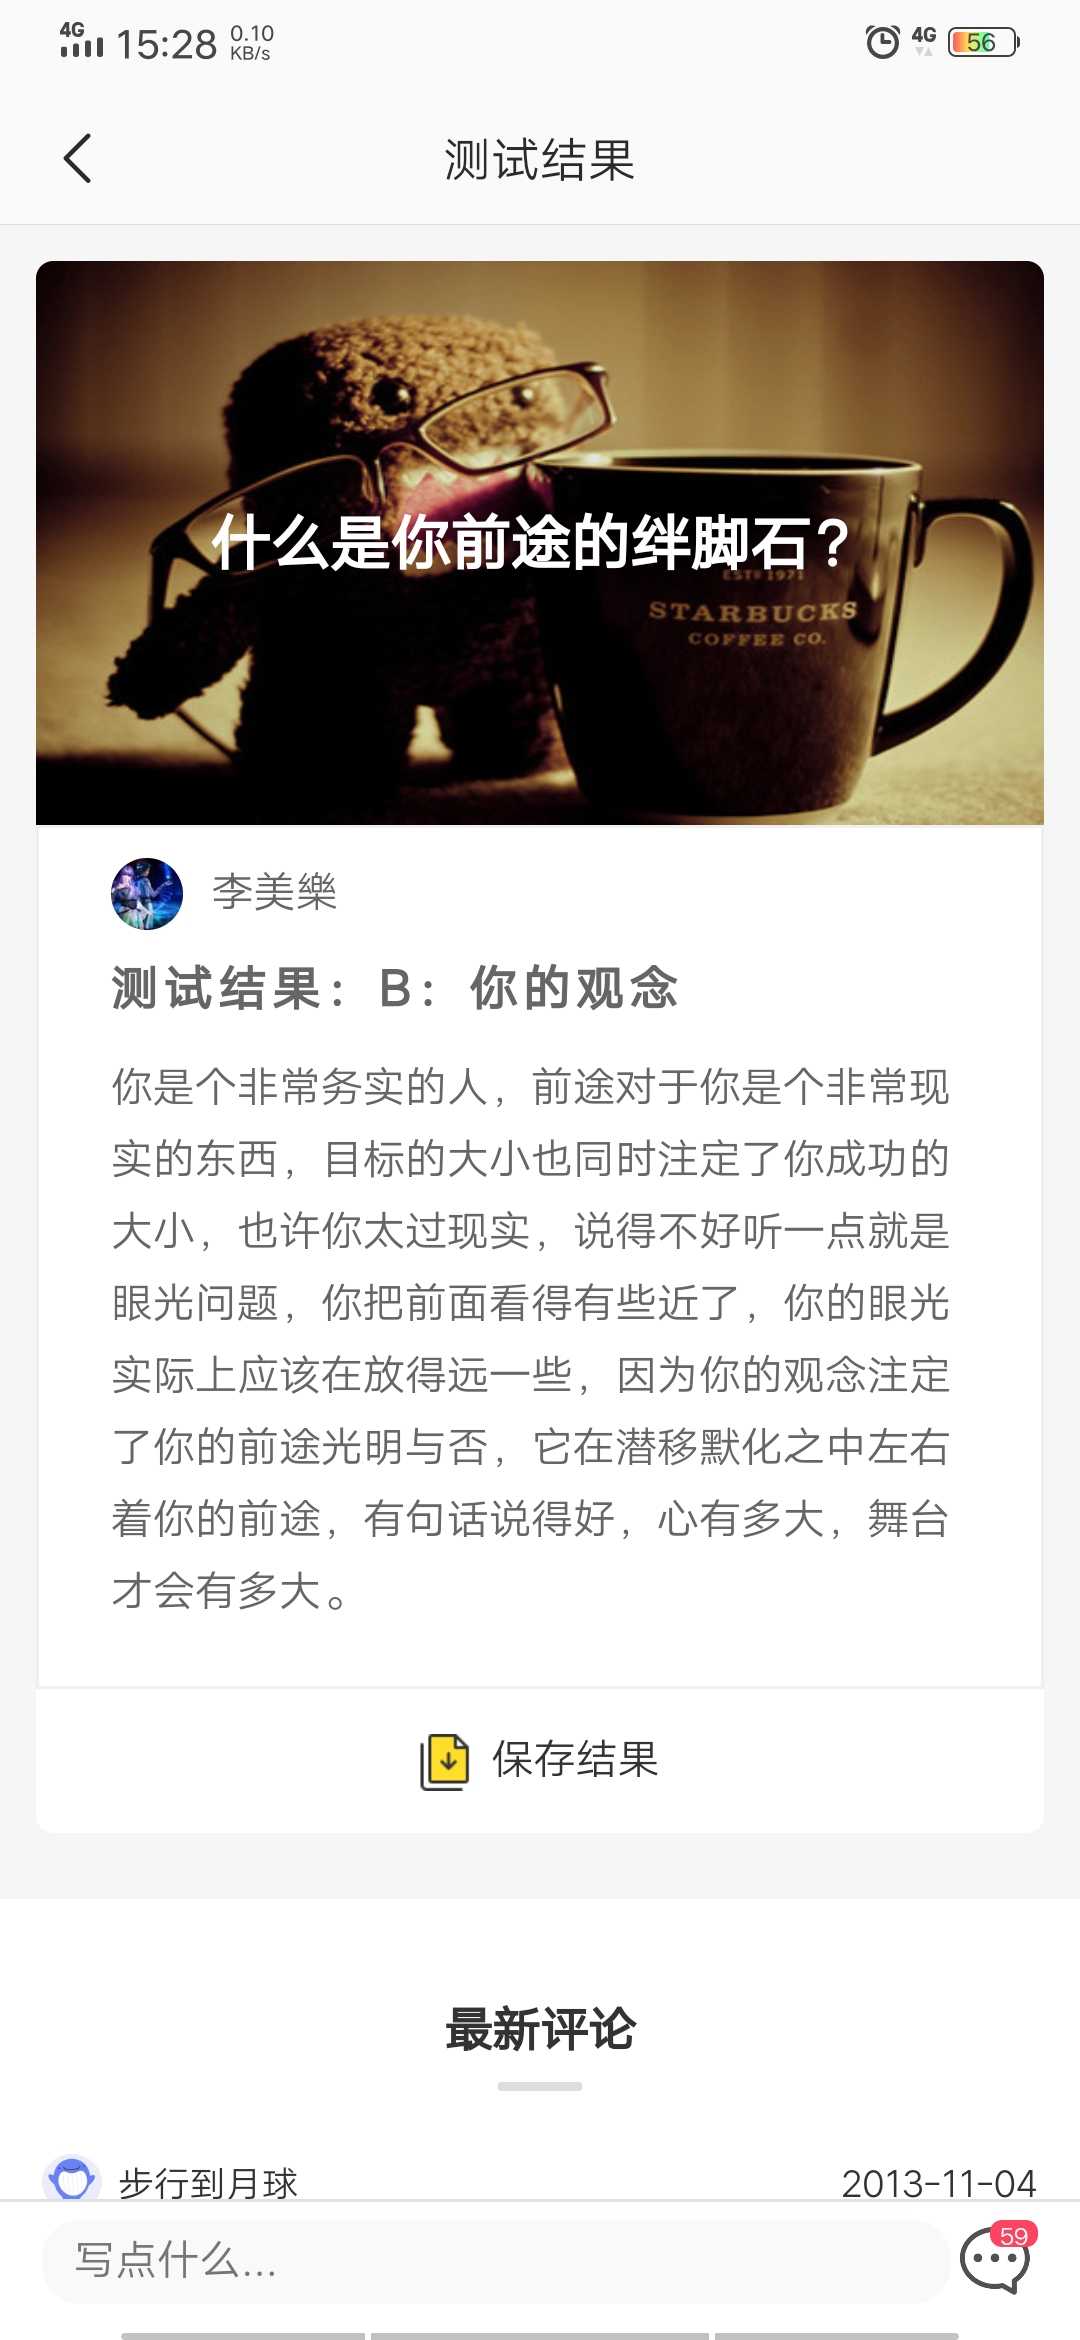 4G 15:28 0.10 KB/s 4G 56
测试结果
什么是你前途的绊脚石?
ESTD 1971
STARBUCKS
COFFEE CO.
李美樂
测试结果：B：你的观念
你是个非常务实的人，前途对于你是个非常现
实的东西，目标的大小也同时注定了你成功的
大小，也许你太过现实，说得不好听一点就是
眼光问题，你把前面看得有些近了，你的眼光
实际上应该在放得远一些，因为你的观念注定
了你的前途光明与否，它在潜移默化之中左右
着你的前途，有句话说得好，心有多大，舞台
才会有多大。
保存结果
最新评论
步行到月球 2013-11-04
写点什么... 59